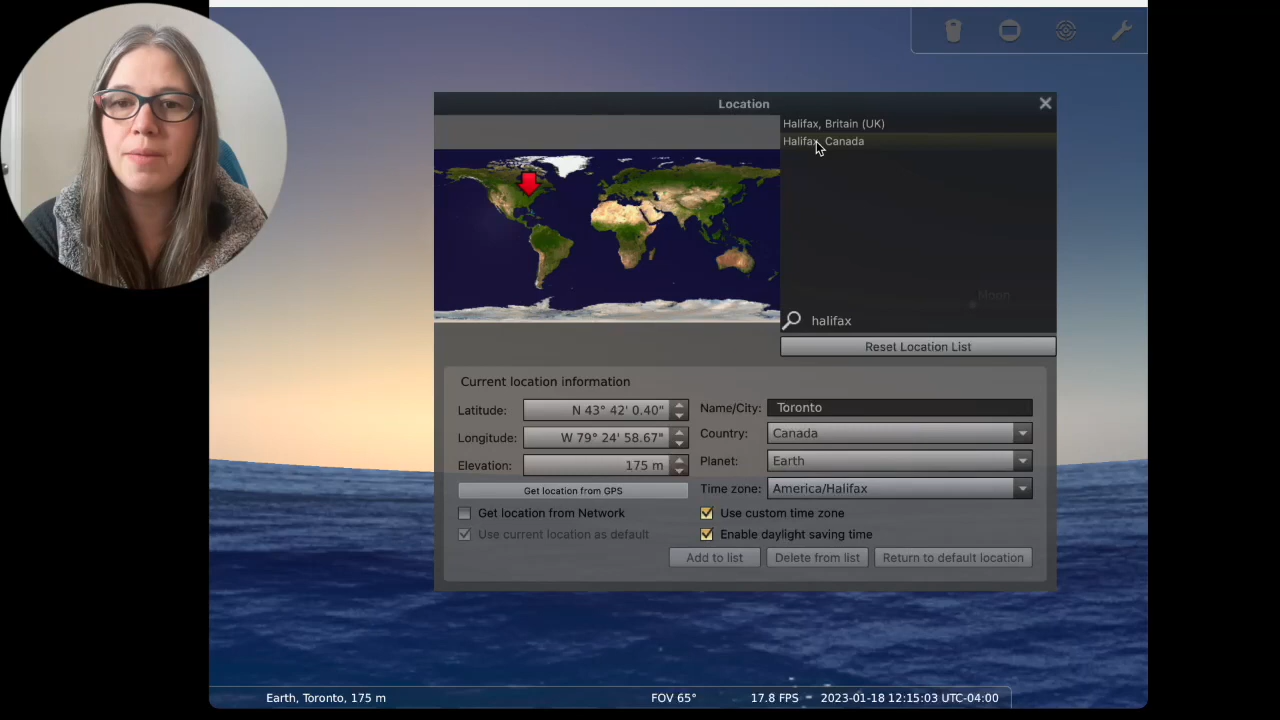 Location
Halifax, Britain (UK)
Halifax, Canada
Moon
halifax
Reset Location List
Current location information
Latitude: N 43° 42' 0.40"
Longitude: W 79° 24' 58.67"
Elevation: 175 m
Get location from GPS
Get location from Network
Use current location as default
Name/City: Toronto
Country: Canada
Planet: Earth
Time zone: America/Halifax
Use custom time zone
Enable daylight saving time
Add to list
Delete from list
Return to default location
Earth, Toronto, 175 m FOV 65° 17.8 FPS 2023-01-18 12:15:03 UTC-04:00